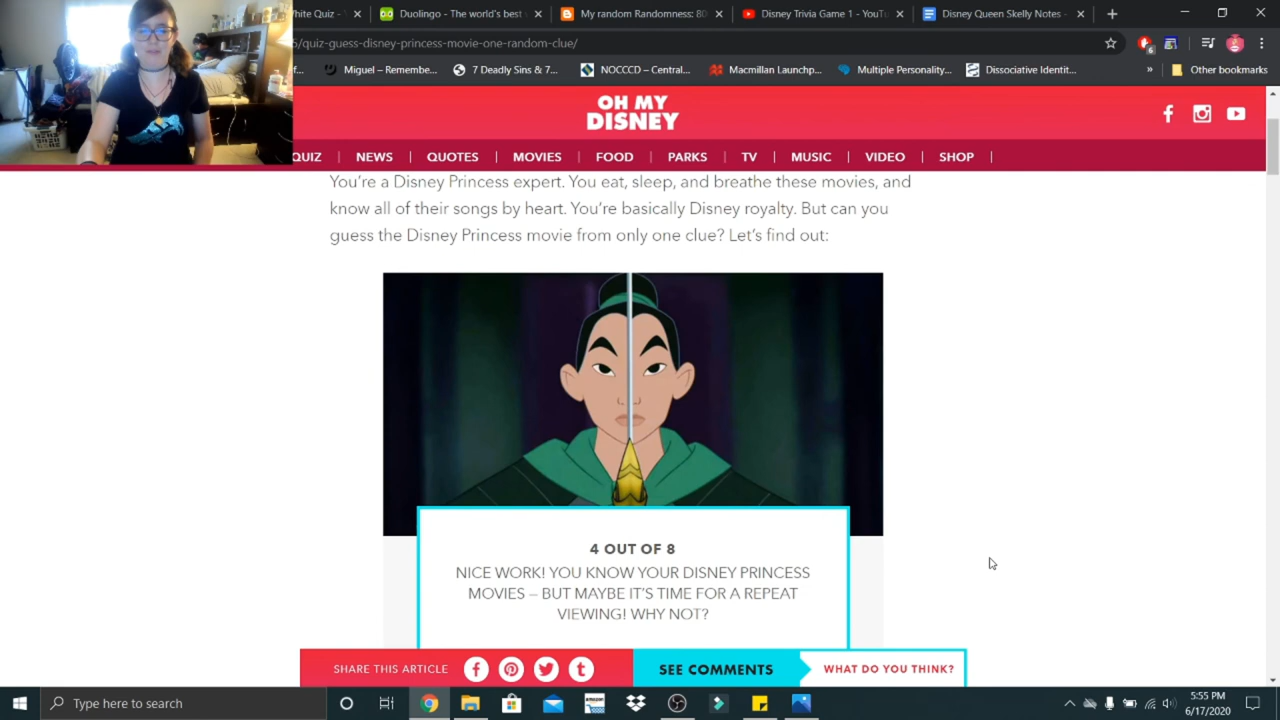 White Quiz -
Duolingo - The world's best
My random Randomness:
Disney Trivia Game 1 - YouTu
Disney Queen Skelly Notes -
/quiz-guess-disney-princess-movie-one-random-clue/
6
Miguel – Remembe...
7 Deadly Sins & 7...
NOCCCD – Central...
Macmillan Launchp...
Multiple Personality...
Dissociative Identit...
»
Other bookmarks
OH MY
DISNEY
QUIZ
NEWS
QUOTES
MOVIES
FOOD
PARKS
TV
MUSIC
VIDEO
SHOP
You're a Disney Princess expert. You eat, sleep, and breathe these movies, and
know all of their songs by heart. You're basically Disney royalty. But can you
guess the Disney Princess movie from only one clue? Let's find out:
4 OUT OF 8
NICE WORK! YOU KNOW YOUR DISNEY PRINCESS
MOVIES – BUT MAYBE IT'S TIME FOR A REPEAT
VIEWING! WHY NOT?
SHARE THIS ARTICLE
SEE COMMENTS
WHAT DO YOU THINK?
Type here to search
amazon
5:55 PM
6/17/2020